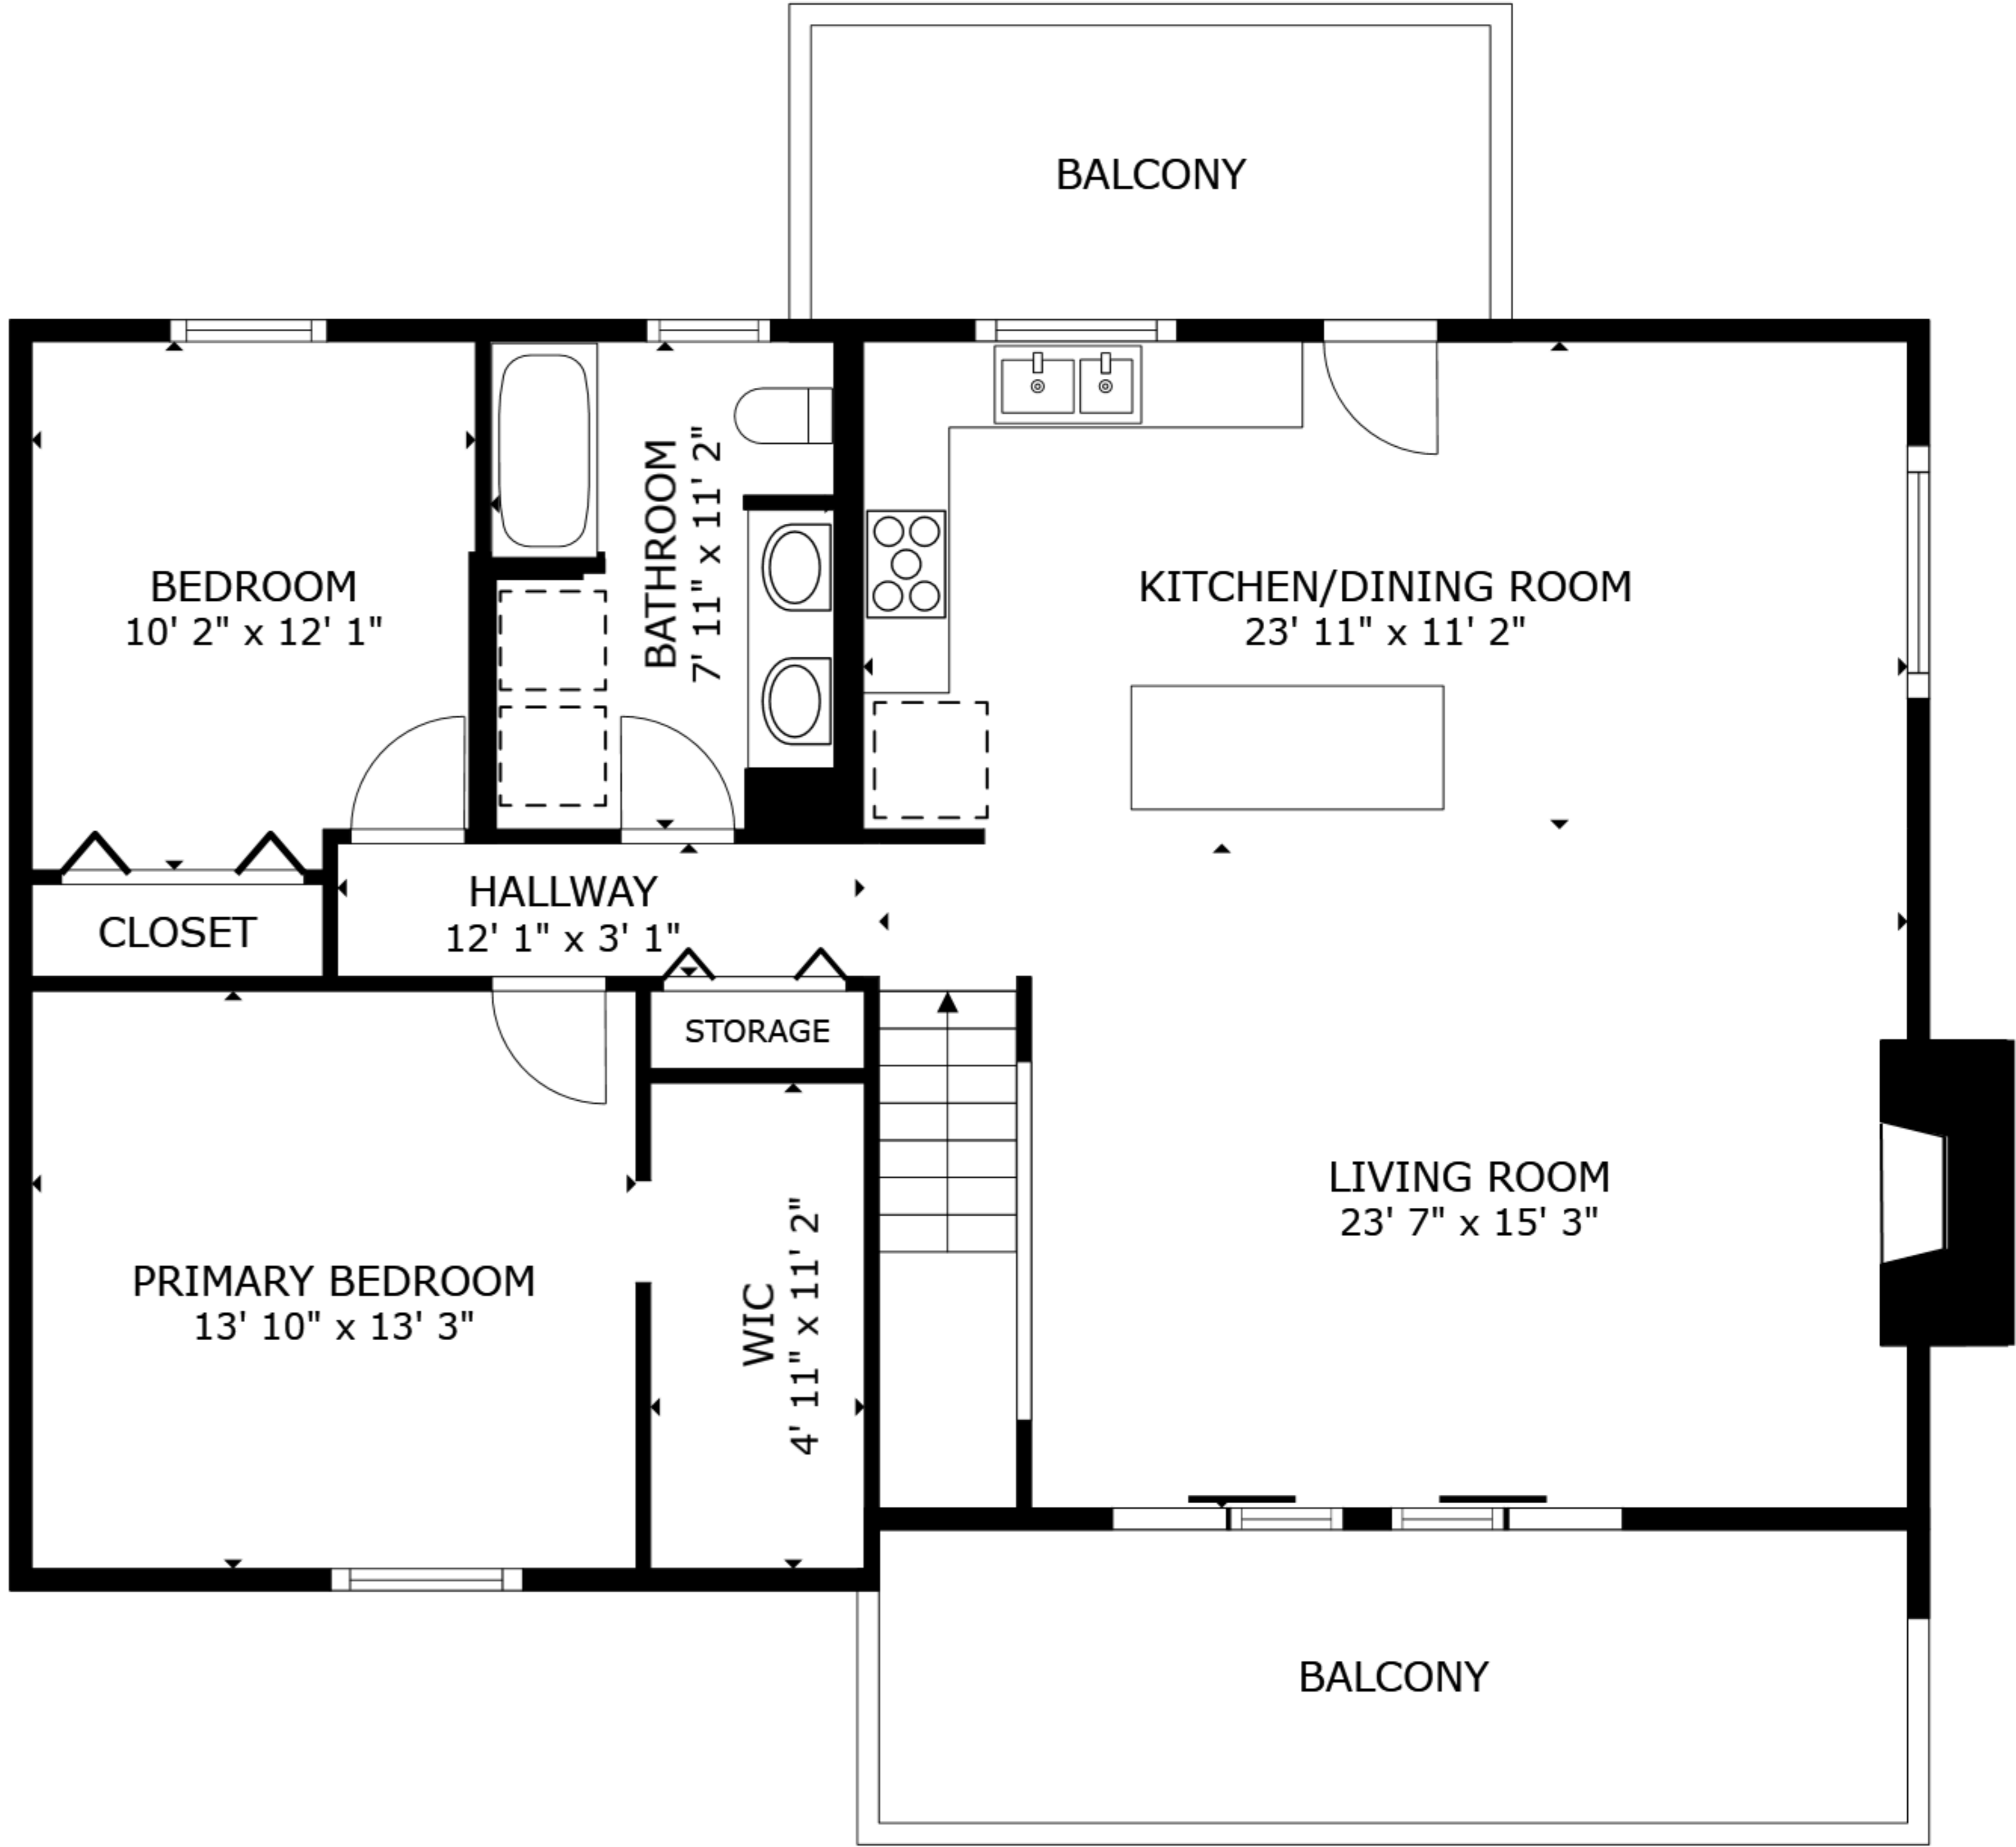 BALCONY
BEDROOM
10' 2" x 12' 1"
BATHROOM
7' 11" x 11' 2"
KITCHEN/DINING ROOM
23' 11" x 11' 2"
HALLWAY
12' 1" x 3' 1"
CLOSET
STORAGE
LIVING ROOM
23' 7" x 15' 3"
PRIMARY BEDROOM
13' 10" x 13' 3"
WIC
4' 11" x 11' 2"
BALCONY